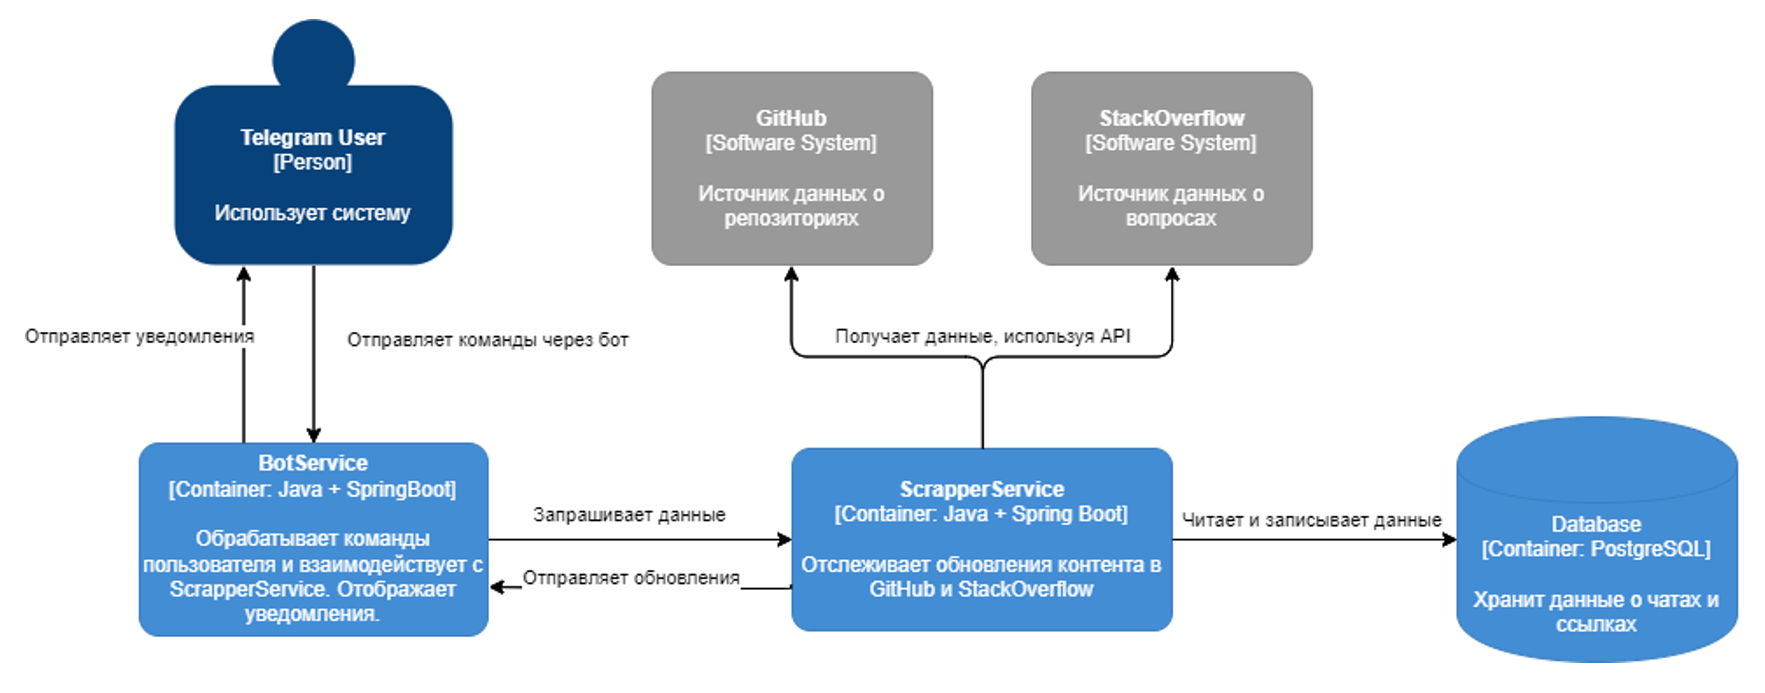 Telegram User
[Person]
Использует систему
GitHub
[Software System]
Источник данных о
репозиториях
StackOverflow
[Software System]
Источник данных о
вопросах
Отправляет уведомления
Отправляет команды через бот
Получает данные, используя API
BotService
[Container: Java + SpringBoot]
Обрабатывает команды
пользователя и взаимодействует с
ScrapperService. Отображает
уведомления.
Запрашивает данные
Отправляет обновления
ScrapperService
[Container: Java + Spring Boot]
Отслеживает обновления контента в
GitHub и StackOverflow
Читает и записывает данные
Database
[Container: PostgreSQL]
Хранит данные о чатах и
ссылках